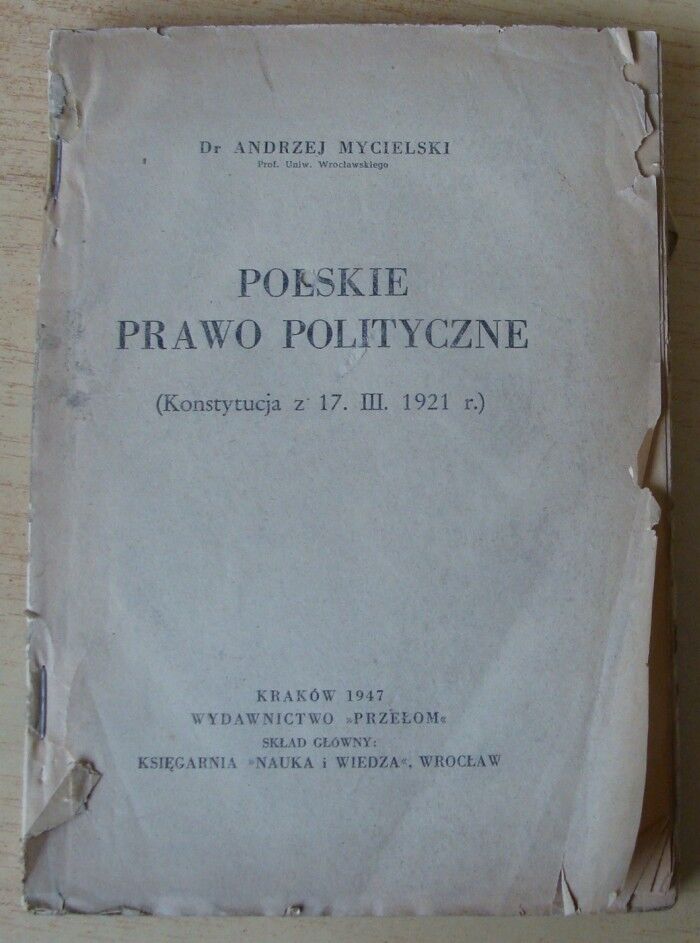 Dr ANDRZEJ MYCIELSKI
Prof. Uniw. Wrocławskiego
POLSKIE
PRAWO POLITYCZNE
(Konstytucja z 17. III. 1921 r.)
KRAKÓW 1947
WYDAWNICTWO »PRZEŁOM«
SKŁAD GŁÓWNY:
KSIĘGARNIA »NAUKA i WIEDZA«, WROCŁAW